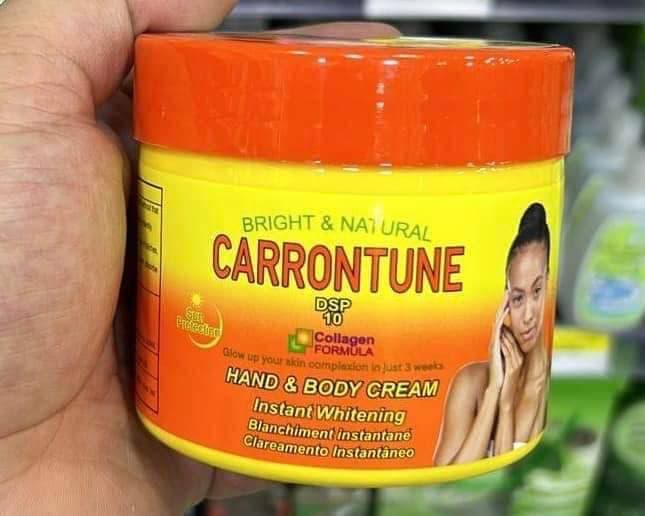 BRIGHT & NATURAL
CARRONTUNE
DSP
10
Collagen
FORMULA
Sun
Protection
Glow up your skin complaxion in just 3 weeks
HAND & BODY CREAM
Instant Whitening
Blanchiment instantané
Clareamento Instantâneo